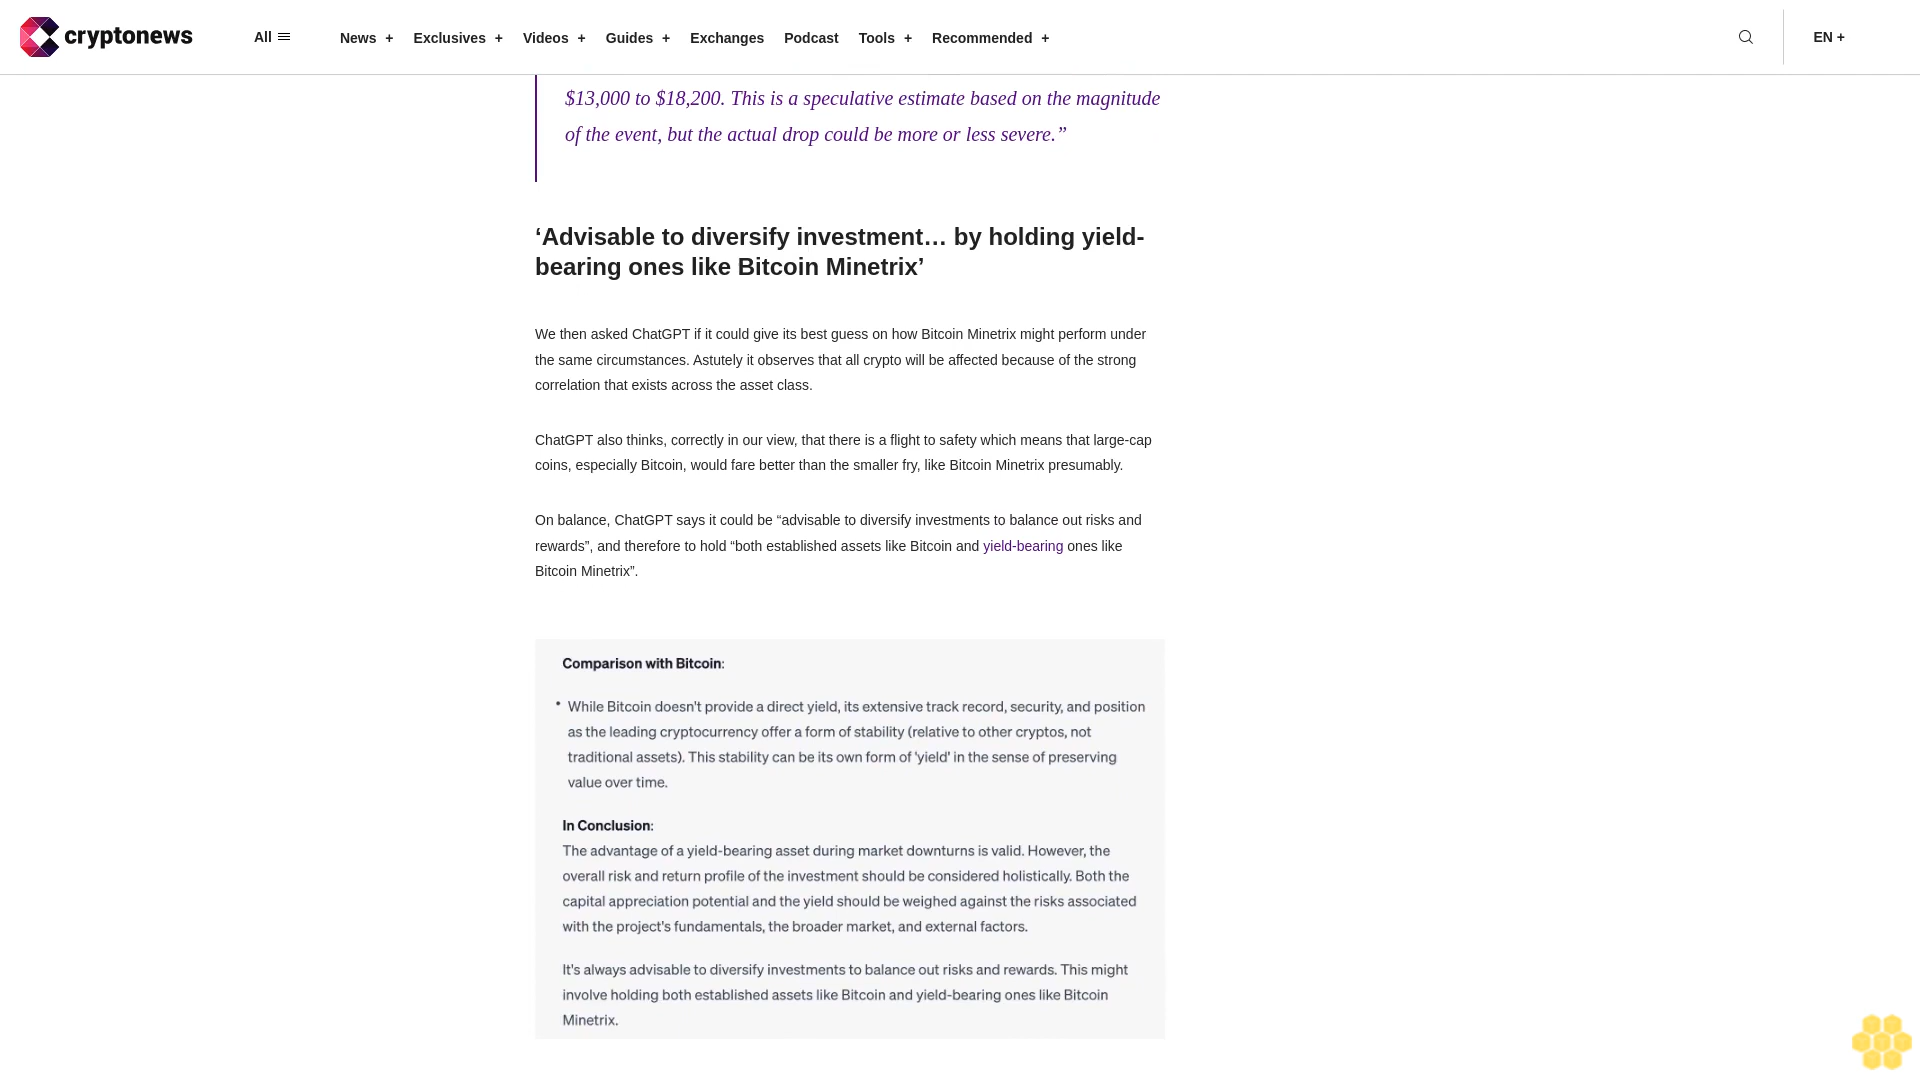 cryptonews
All
News +
Exclusives +
Videos +
Guides +
Exchanges
Podcast
Tools +
Recommended +
EN +
$13,000 to $18,200. This is a speculative estimate based on the magnitude
of the event, but the actual drop could be more or less severe.”
‘Advisable to diversify investment… by holding yield-
bearing ones like Bitcoin Minetrix’
We then asked ChatGPT if it could give its best guess on how Bitcoin Minetrix might perform under
the same circumstances. Astutely it observes that all crypto will be affected because of the strong
correlation that exists across the asset class.
ChatGPT also thinks, correctly in our view, that there is a flight to safety which means that large-cap
coins, especially Bitcoin, would fare better than the smaller fry, like Bitcoin Minetrix presumably.
On balance, ChatGPT says it could be “advisable to diversify investments to balance out risks and
rewards”, and therefore to hold “both established assets like Bitcoin and yield-bearing ones like
Bitcoin Minetrix”.
Comparison with Bitcoin:
• While Bitcoin doesn't provide a direct yield, its extensive track record, security, and position
as the leading cryptocurrency offer a form of stability (relative to other cryptos, not
traditional assets). This stability can be its own form of 'yield' in the sense of preserving
value over time.
In Conclusion:
The advantage of a yield-bearing asset during market downturns is valid. However, the
overall risk and return profile of the investment should be considered holistically. Both the
capital appreciation potential and the yield should be weighed against the risks associated
with the project's fundamentals, the broader market, and external factors.
It's always advisable to diversify investments to balance out risks and rewards. This might
involve holding both established assets like Bitcoin and yield-bearing ones like Bitcoin
Minetrix.